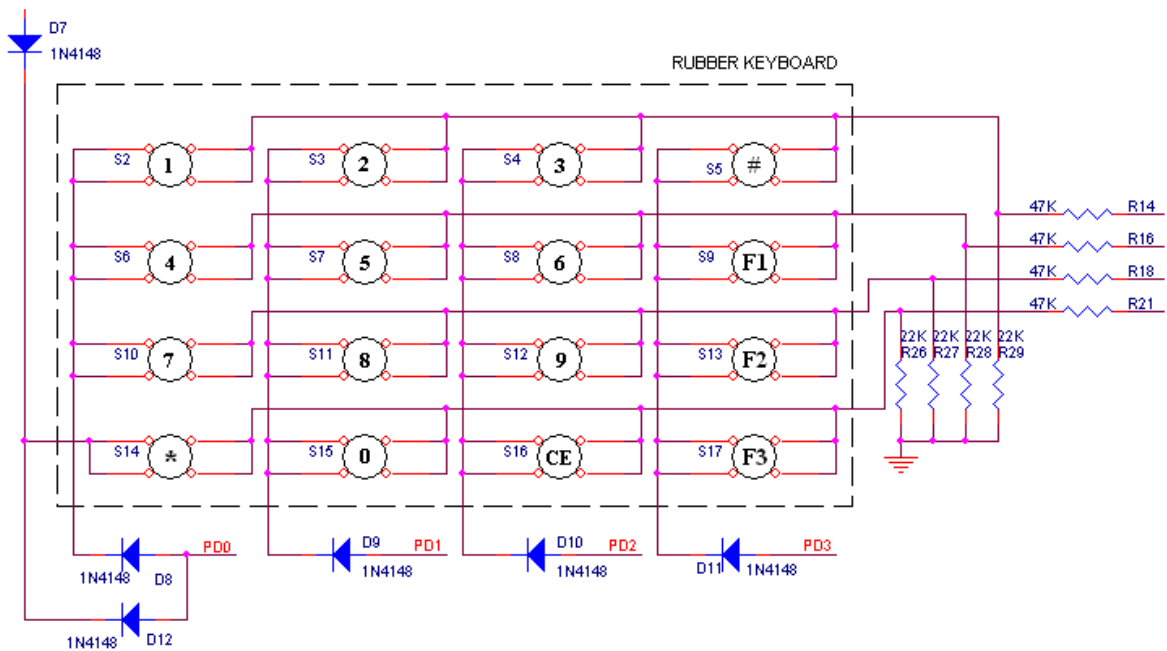 D7
1N4148
RUBBER KEYBOARD
S2 1 S3 2 S4 3 S5 #
47K R14
S6 4 S7 5 S8 6 S9 F1
47K R16
47K R18
47K R21
22K 22K 22K 22K
R26 R27 R28 R29
S10 7 S11 8 S12 9 S13 F2
S14 * S15 0 S16 CE S17 F3
PD0 D9 PD1 D10 PD2 PD3
1N4148 D8 1N4148 1N4148 D11 1N4148
1N4148 D12